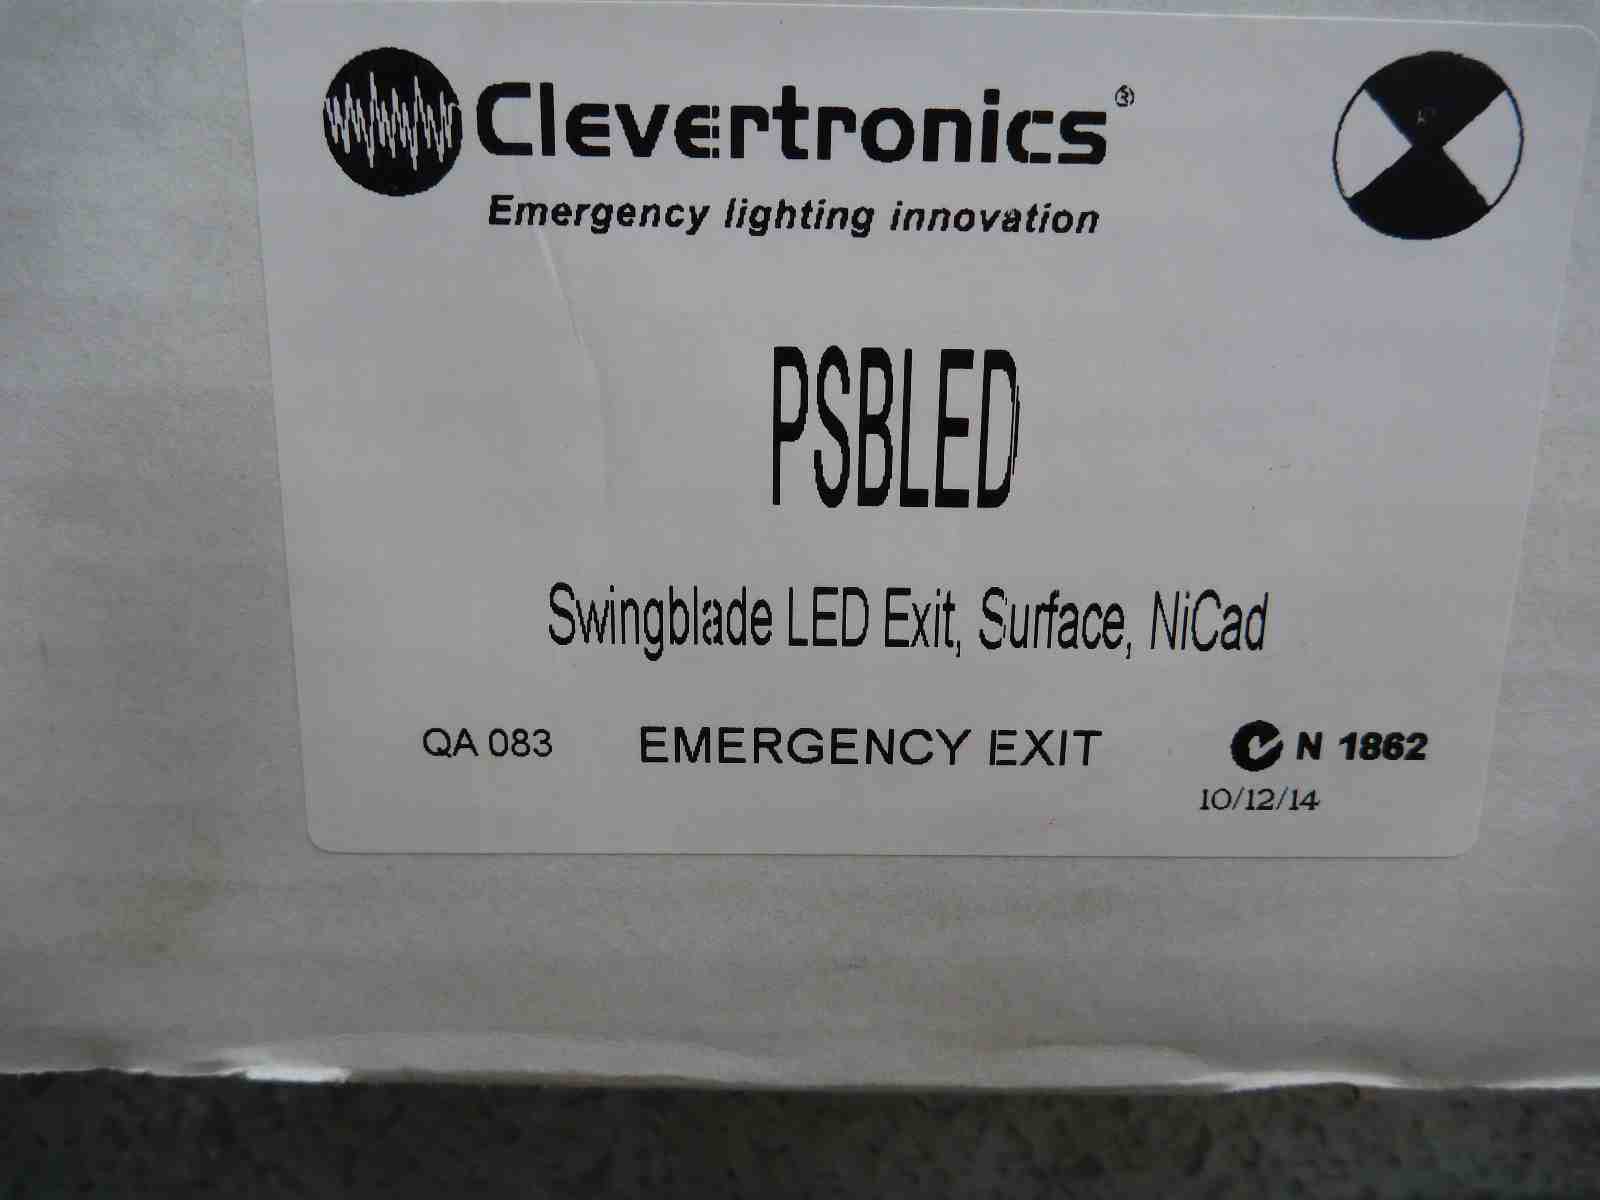 Clevertronics®
Emergency lighting innovation
PSBLED
Swingblade LED Exit, Surface, NiCad
QA 083 EMERGENCY EXIT N 1862
10/12/14